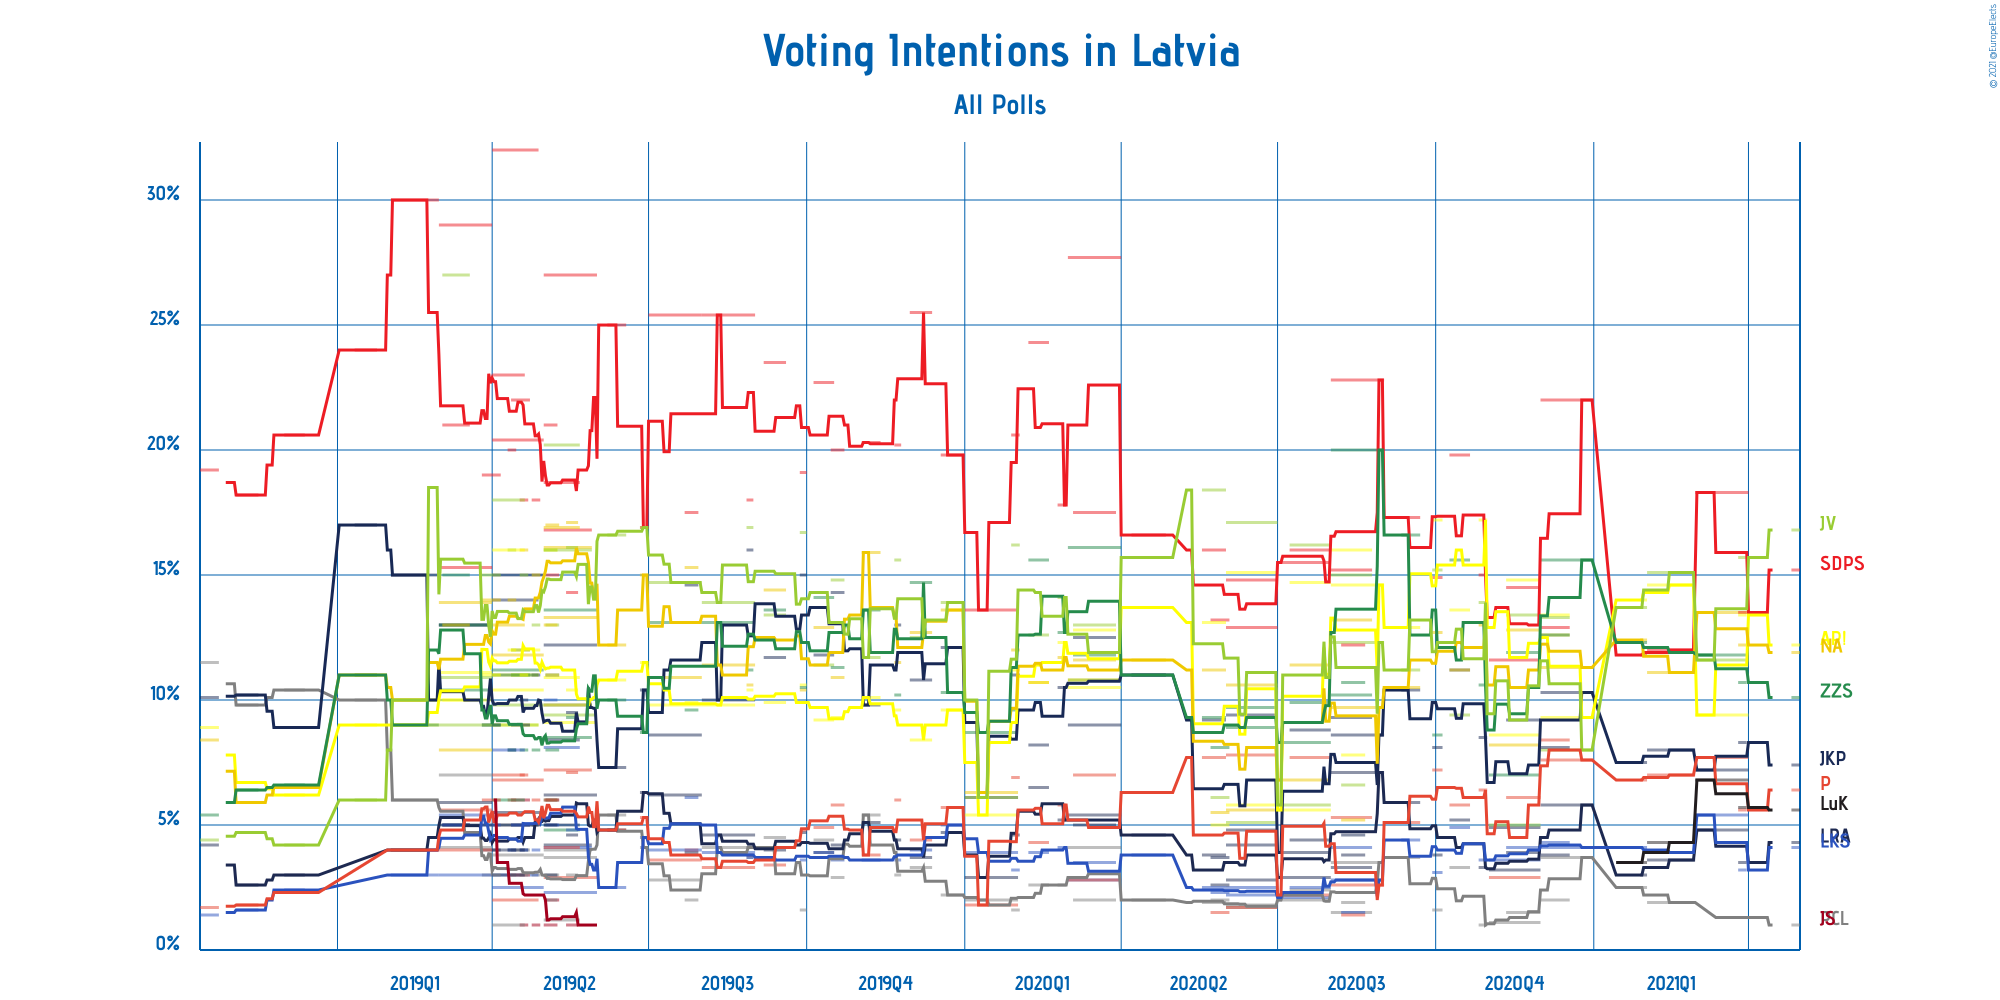 © 2021 @EuropeElects
Voting Intentions in Latvia
All Polls
30%
25%
20%
15%
10%
5%
0%
JV
SDPS
NA
ZZS
JKP
P
LuK
LRA
JS
2019Q1 2019Q2 2019Q3 2019Q4 2020Q1 2020Q2 2020Q3 2020Q4 2021Q1